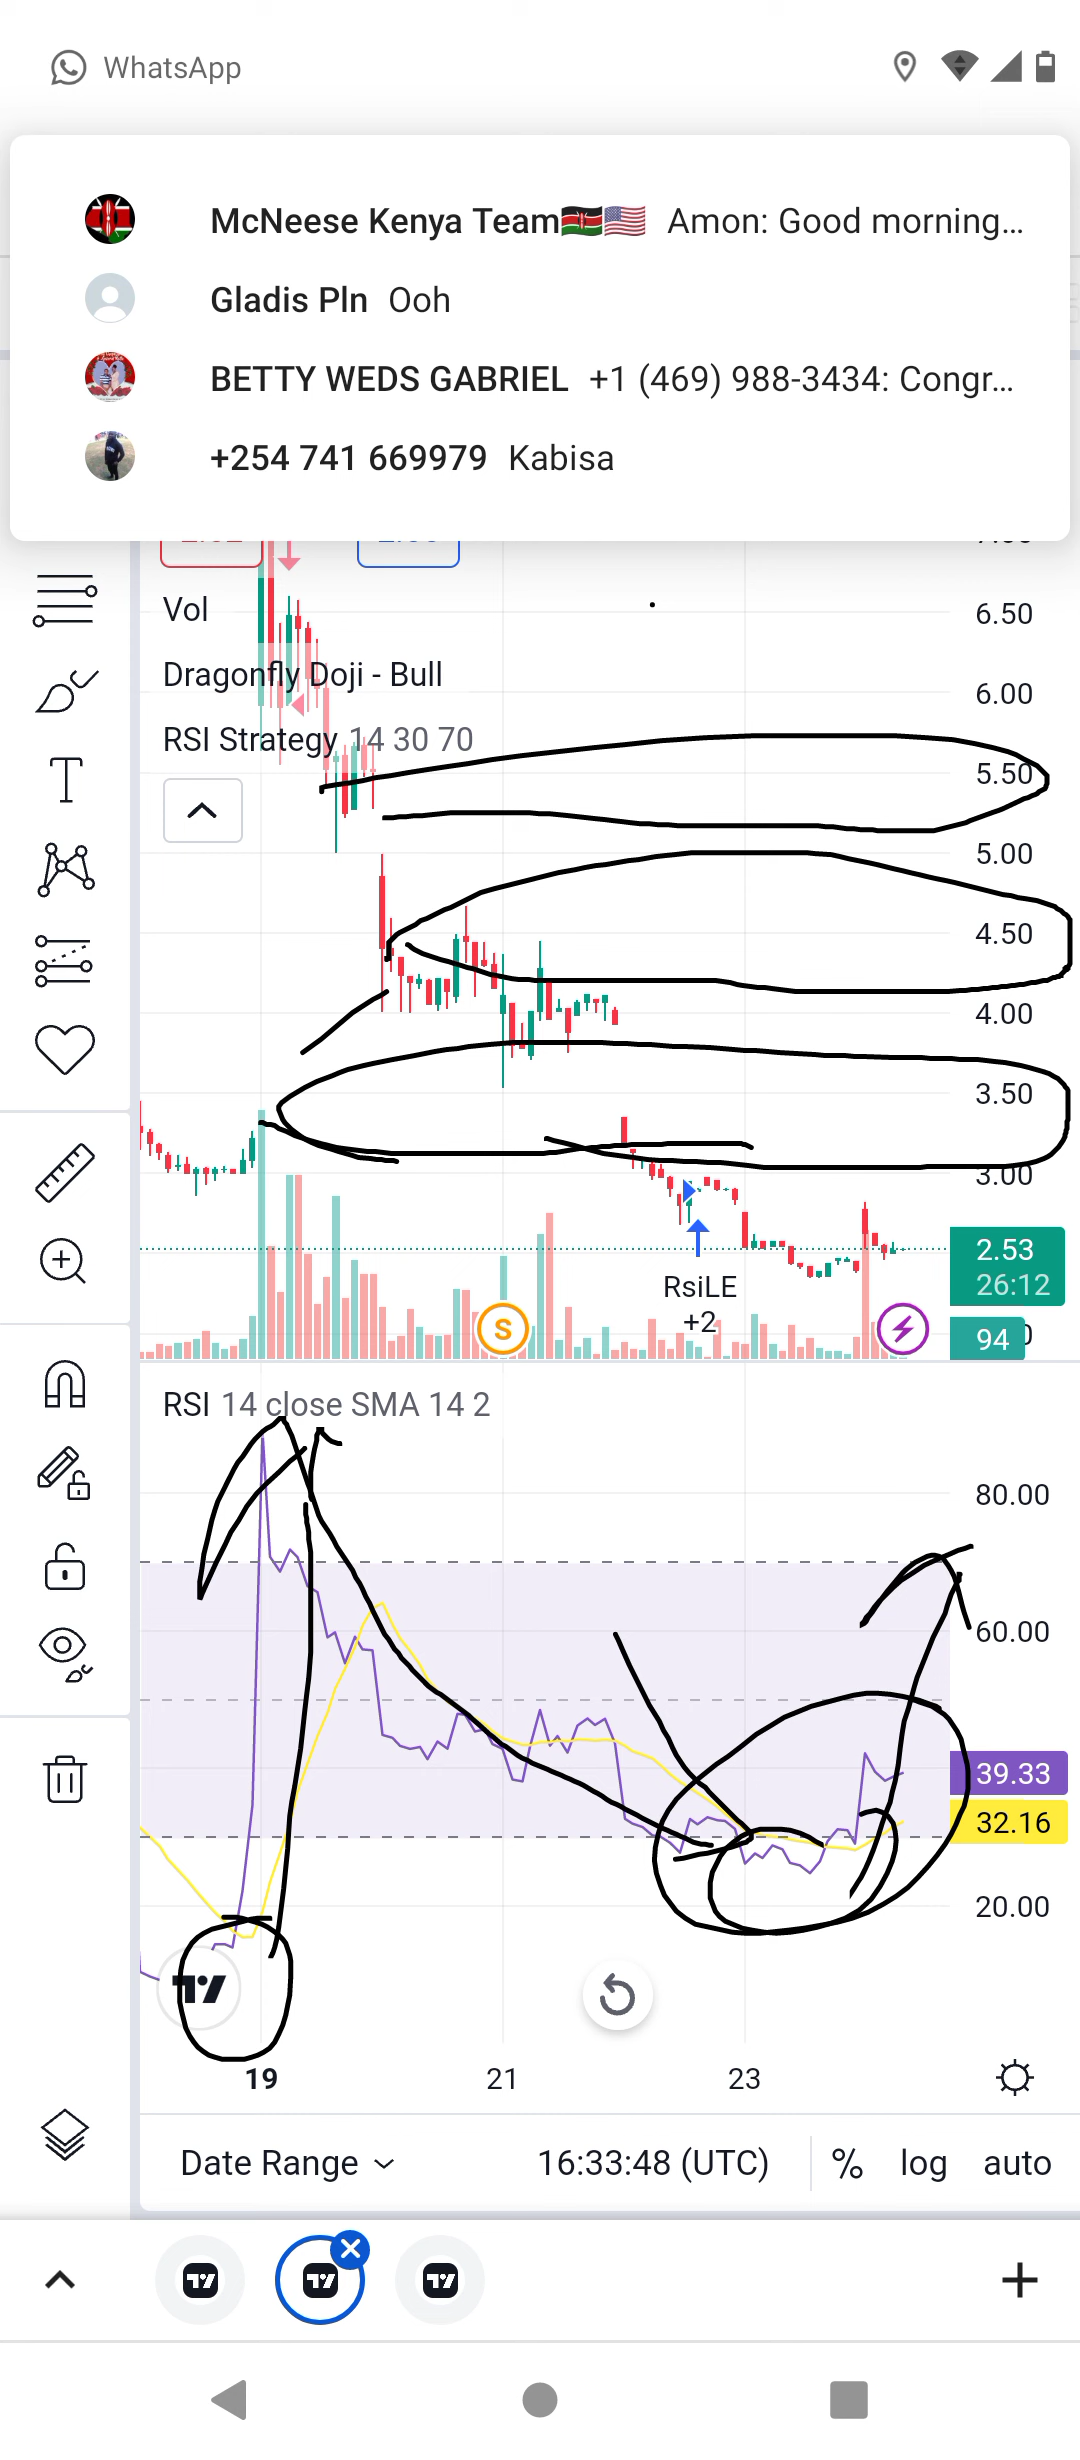 WhatsApp
McNeese Kenya Team🇰🇪🇺🇸 Amon: Good morning...
Gladis Pln Ooh
BETTY WEDS GABRIEL +1 (469) 988-3434: Congr...
+254 741 669979 Kabisa
Vol
6.50
Dragonfly Doji - Bull
6.00
RSI Strategy 14 30 70
5.50
5.00
4.50
4.00
3.50
3.00
2.53
26:12
RsiLE
+2
S
94
RSI 14 close SMA 14 2
80.00
60.00
39.33
32.16
20.00
19 21 23
Date Range 16:33:48 (UTC) % log auto